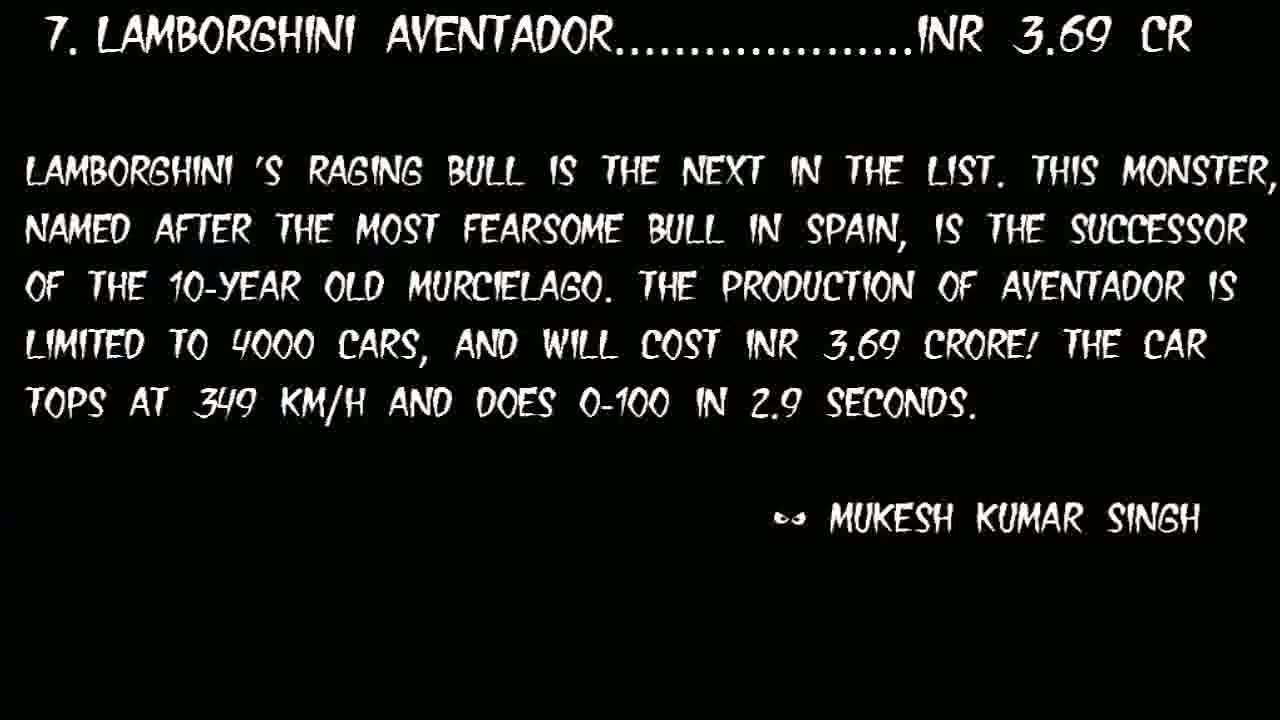 7. LAMBORGHINI AVENTADOR....................INR 3.69 CR
LAMBORGHINI 'S RAGING BULL IS THE NEXT IN THE LIST. THIS MONSTER,
NAMED AFTER THE MOST FEARSOME BULL IN SPAIN, IS THE SUCCESSOR
OF THE 10-YEAR OLD MURCIELAGO. THE PRODUCTION OF AVENTADOR IS
LIMITED TO 4000 CARS, AND WILL COST INR 3.69 CRORE! THE CAR
TOPS AT 349 KM/H AND DOES 0-100 IN 2.9 SECONDS.
MUKESH KUMAR SINGH